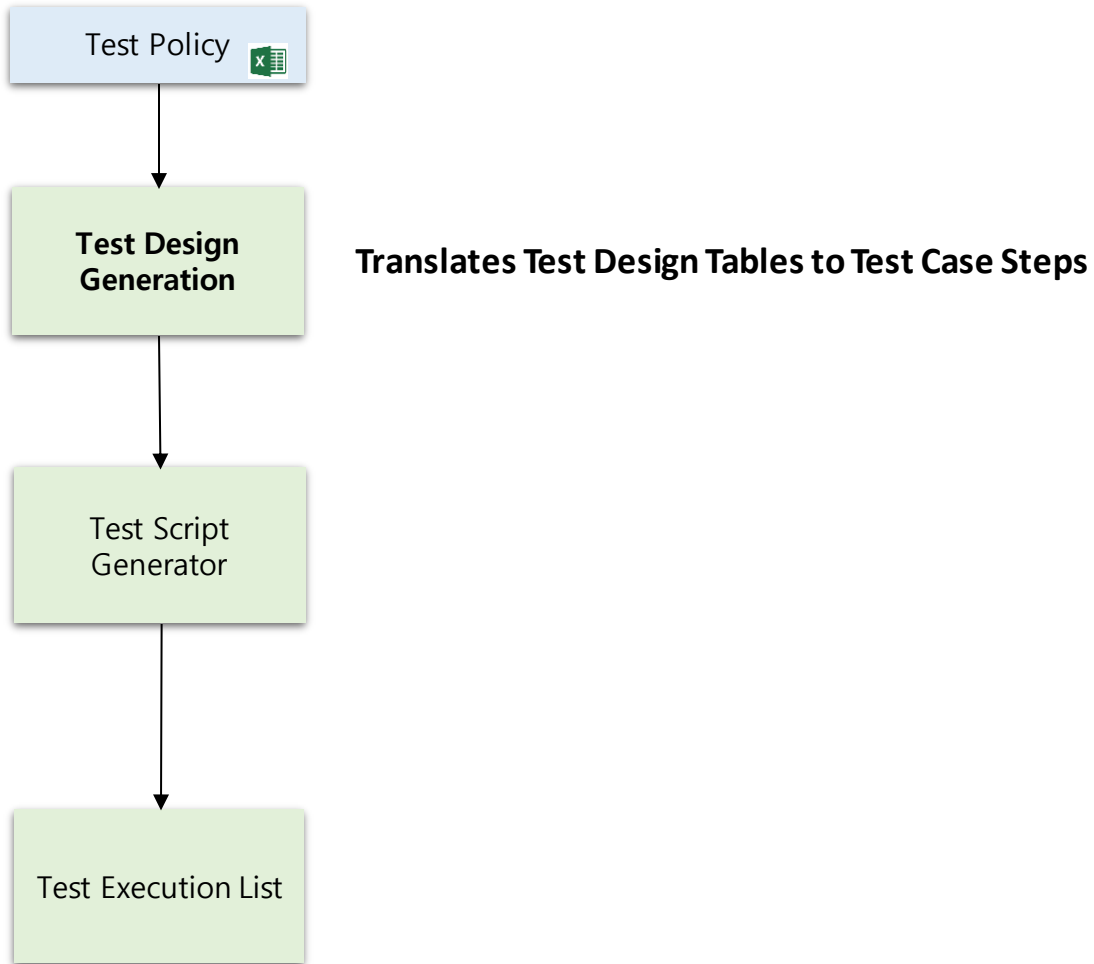 Test Policy
Test Design
Generation
Translates Test Design Tables to Test Case Steps
Test Script
Generator
Test Execution List